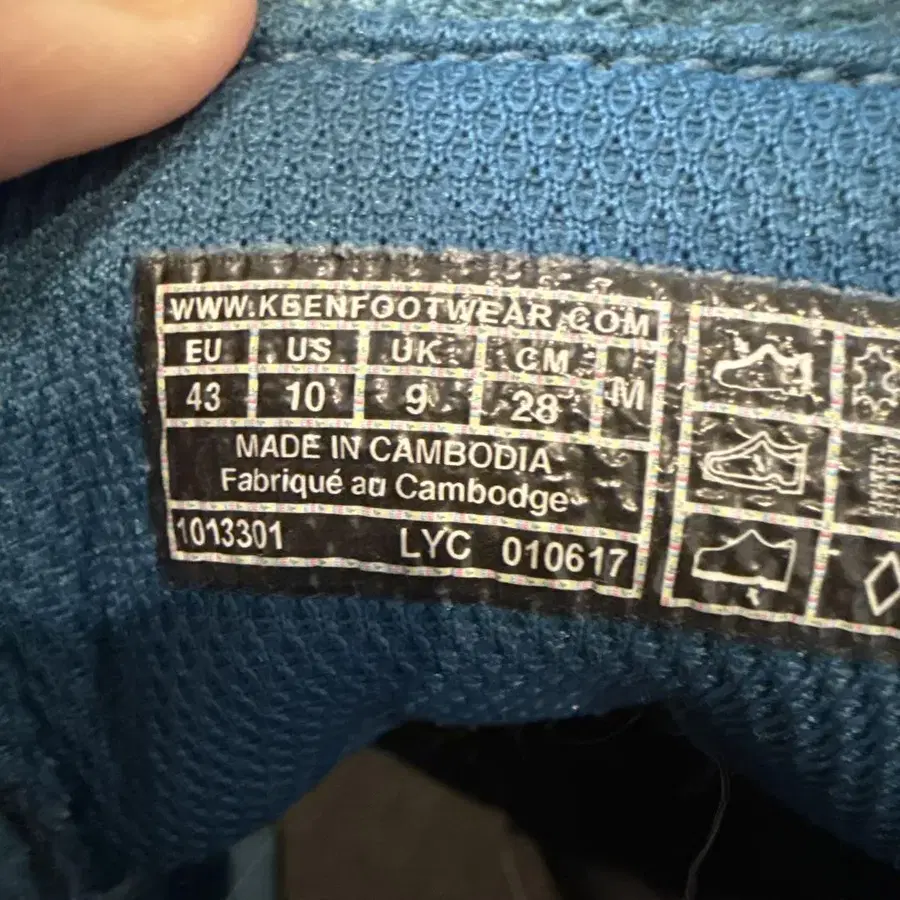 WWW.KEENFOOTWEAR.COM
EU US UK CM M
43 10 9 28
MADE IN CAMBODIA
Fabriqué au Cambodge
1013301 LYC 010617